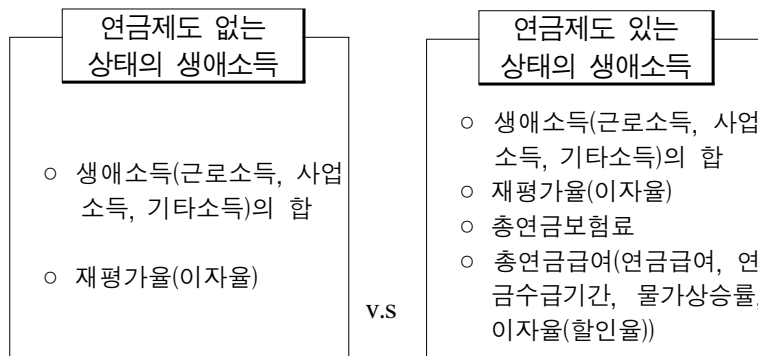 연금제도 없는
상태의 생애소득
○ 생애소득(근로소득, 사업
소득, 기타소득)의 합
○ 재평가율(이자율)
V.S
연금제도 있는
상태의 생애소득
○ 생애소득(근로소득, 사업
소득, 기타소득)의 합
○ 재평가율(이자율)
○ 총연금보험료
○ 총연금급여(연금급여, 연
금수급기간, 물가상승률,
이자율(할인율))